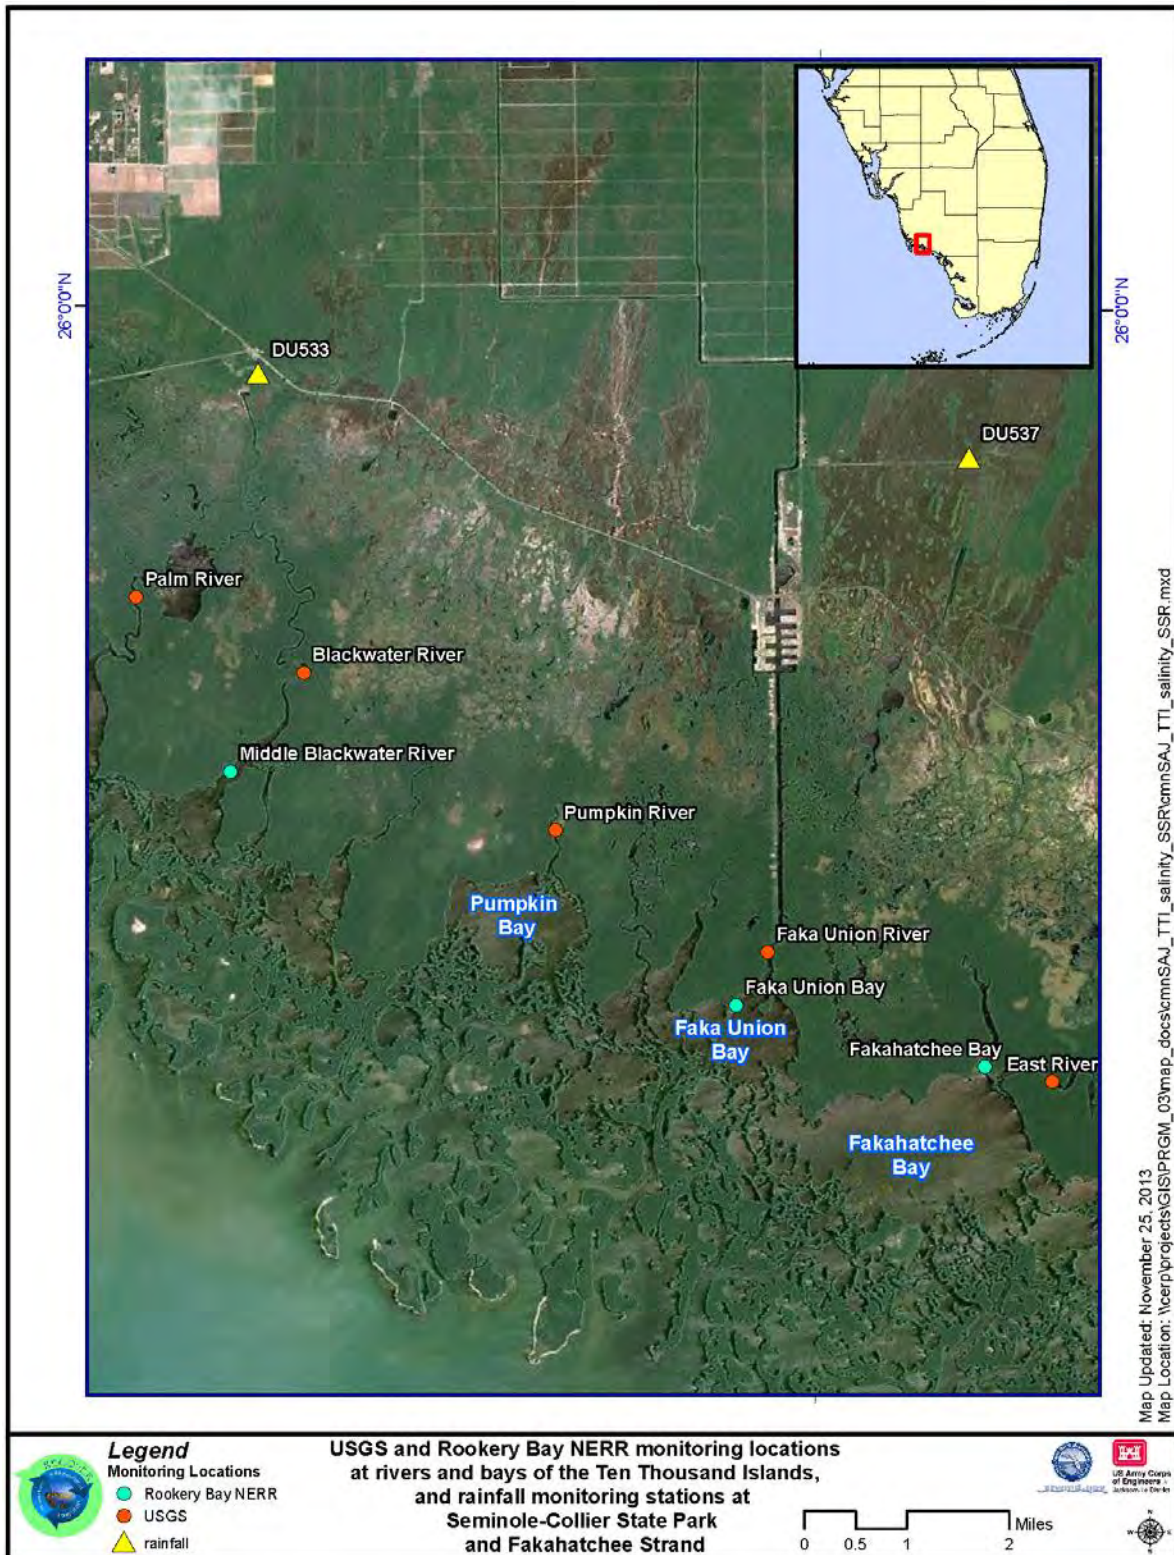 26°0'0"N
26°0'0"N
DU533
DU537
Palm River
Blackwater River
Middle Blackwater River
Pumpkin River
Pumpkin
Bay
Faka Union River
Faka Union Bay
Faka Union
Bay
Fakahatchee Bay
East River
Fakahatchee
Bay
Map Updated: November 25, 2013
Map Location: \\cerp\projects\GIS\PRGM_03\map_docs\cmn\SAJ_TTI_salinity_SSR\cmnSAJ_TTI_salinity_SSR.mxd
Legend
Monitoring Locations
Rookery Bay NERR
USGS
rainfall
USGS and Rookery Bay NERR monitoring locations
at rivers and bays of the Ten Thousand Islands,
and rainfall monitoring stations at
Seminole-Collier State Park
and Fakahatchee Strand
Miles
0 0.5 1 2
US Army Corps
of Engineers
Jacksonville District